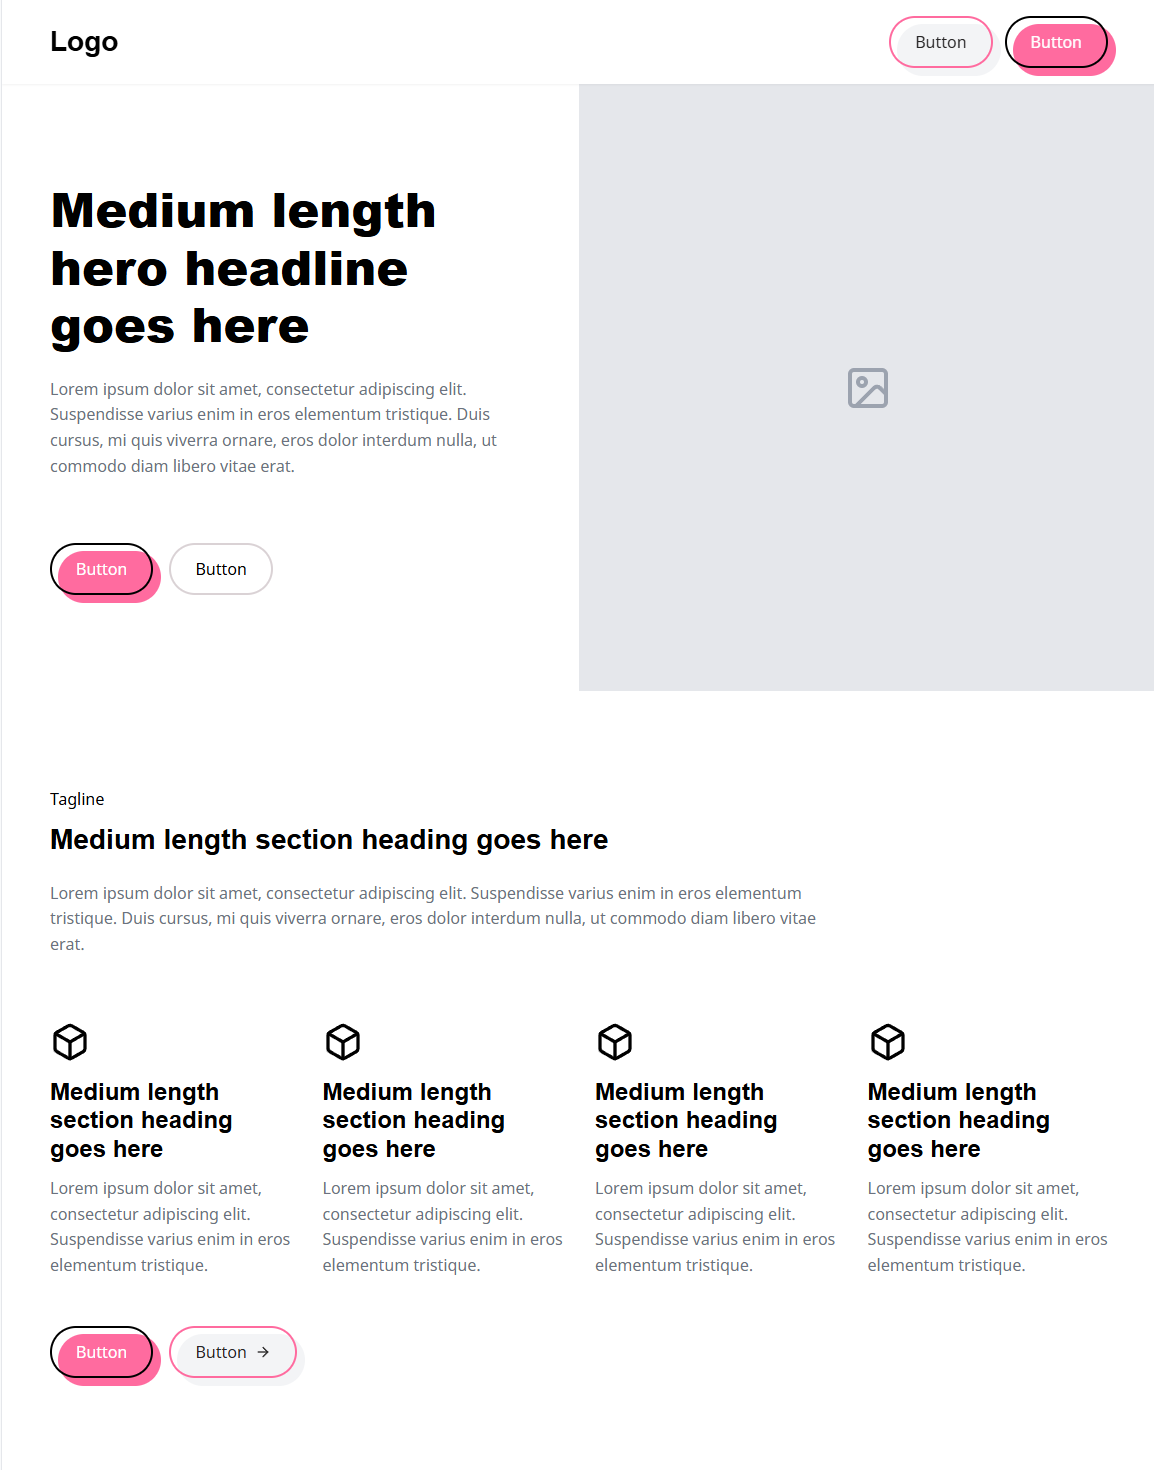 Logo
Button
Button
Medium length
hero headline
goes here
Lorem ipsum dolor sit amet, consectetur adipiscing elit.
Suspendisse varius enim in eros elementum tristique. Duis
cursus, mi quis viverra ornare, eros dolor interdum nulla, ut
commodo diam libero vitae erat.
Button
Button
Tagline
Medium length section heading goes here
Lorem ipsum dolor sit amet, consectetur adipiscing elit. Suspendisse varius enim in eros elementum
tristique. Duis cursus, mi quis viverra ornare, eros dolor interdum nulla, ut commodo diam libero vitae
erat.
Medium length
section heading
goes here
Lorem ipsum dolor sit amet,
consectetur adipiscing elit.
Suspendisse varius enim in eros
elementum tristique.
Medium length
section heading
goes here
Lorem ipsum dolor sit amet,
consectetur adipiscing elit.
Suspendisse varius enim in eros
elementum tristique.
Medium length
section heading
goes here
Lorem ipsum dolor sit amet,
consectetur adipiscing elit.
Suspendisse varius enim in eros
elementum tristique.
Medium length
section heading
goes here
Lorem ipsum dolor sit amet,
consectetur adipiscing elit.
Suspendisse varius enim in eros
elementum tristique.
Button
Button